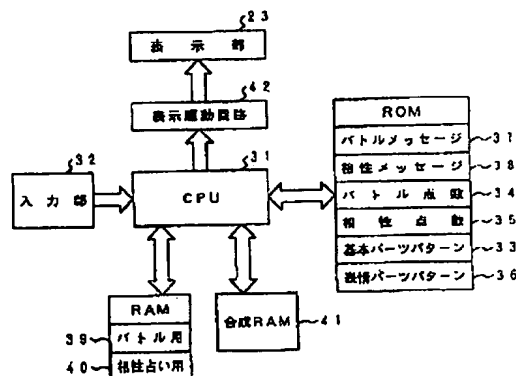 23
表示部
42
表示駆動回路
32
入力部
31
CPU
ROM
バトルメッセージ
37
相性メッセージ
38
バトル点数
34
相性点数
35
基本パーツパターン
33
表情パーツパターン
36
RAM
39
バトル用
40
相性占い用
合成RAM
41